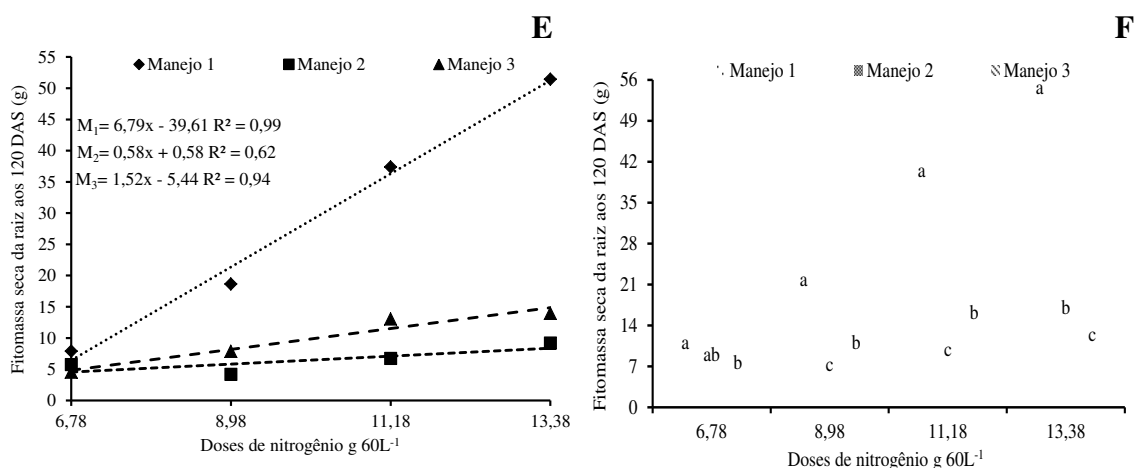 E
Fitomassa seca da raiz aos 120 DAS (g)
Manejo 1 Manejo 2 Manejo 3
M₁= 6,79x - 39,61 R² = 0,99
M₂= 0,58x + 0,58 R² = 0,62
M₃= 1,52x - 5,44 R² = 0,94
55
50
45
40
35
30
25
20
15
10
5
0
6,78 8,98 11,18 13,38
Doses de nitrogênio g 60L⁻¹
F
Fitomassa seca da raiz aos 120 DAS (g)
Manejo 1 Manejo 2 Manejo 3
56
49
42
35
28
21
14
7
0
a ab b
a c b
a c b
a b c
6,78 8,98 11,18 13,38
Doses de nitrogênio g 60L⁻¹